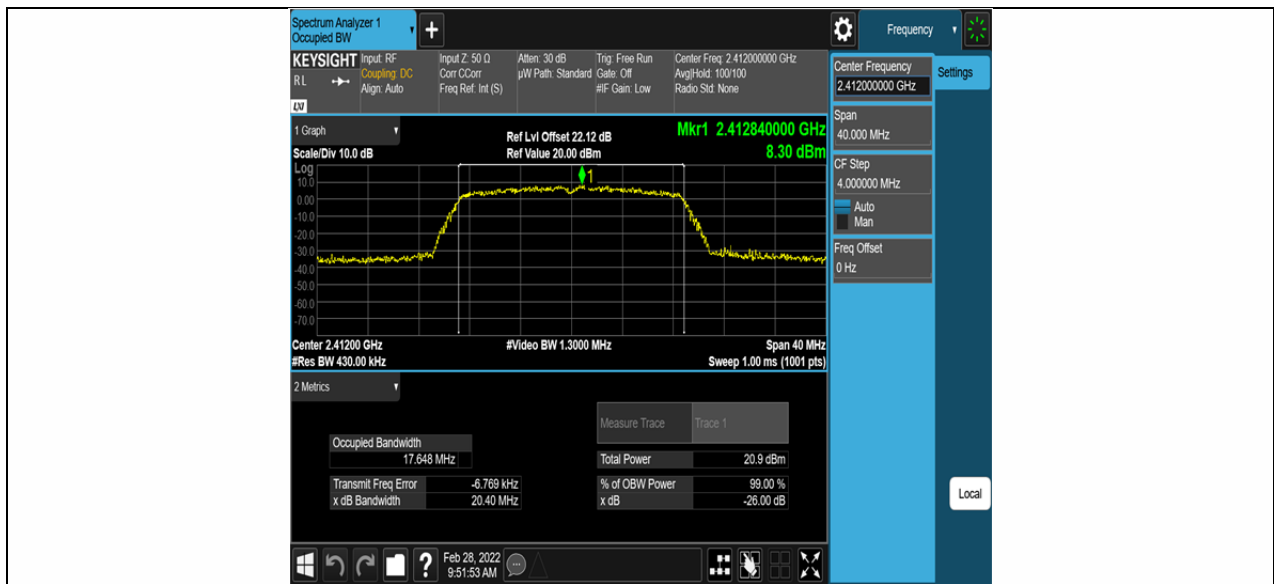 Spectrum Analyzer 1
Occupied BW
+
Frequency
KEYSIGHT
R L
LXI
Input: RF
Coupling: DC
Align: Auto
Input Z: 50 Ω
Corr CCorr
Freq Ref: Int (S)
Atten: 30 dB
µW Path: Standard
Trig: Free Run
Gate: Off
#IF Gain: Low
Center Freq: 2.412000000 GHz
Avg|Hold: 100/100
Radio Std: None
Center Frequency
2.412000000 GHz
Settings
Span
40.000 MHz
CF Step
4.000000 MHz
Auto
Man
Freq Offset
0 Hz
Local
1 Graph
Scale/Div 10.0 dB
Ref Lvl Offset 22.12 dB
Ref Value 20.00 dBm
Mkr1 2.412840000 GHz
8.30 dBm
Log
10.0
0.00
-10.0
-20.0
-30.0
-40.0
-50.0
-60.0
-70.0
1
Center 2.41200 GHz
#Res BW 430.00 kHz
#Video BW 1.3000 MHz
Span 40 MHz
Sweep 1.00 ms (1001 pts)
2 Metrics
Measure Trace
Trace 1
Occupied Bandwidth
17.648 MHz
Total Power 20.9 dBm
Transmit Freq Error -6.769 kHz
% of OBW Power 99.00 %
x dB Bandwidth 20.40 MHz
x dB -26.00 dB
?
Feb 28, 2022
9:51:53 AM